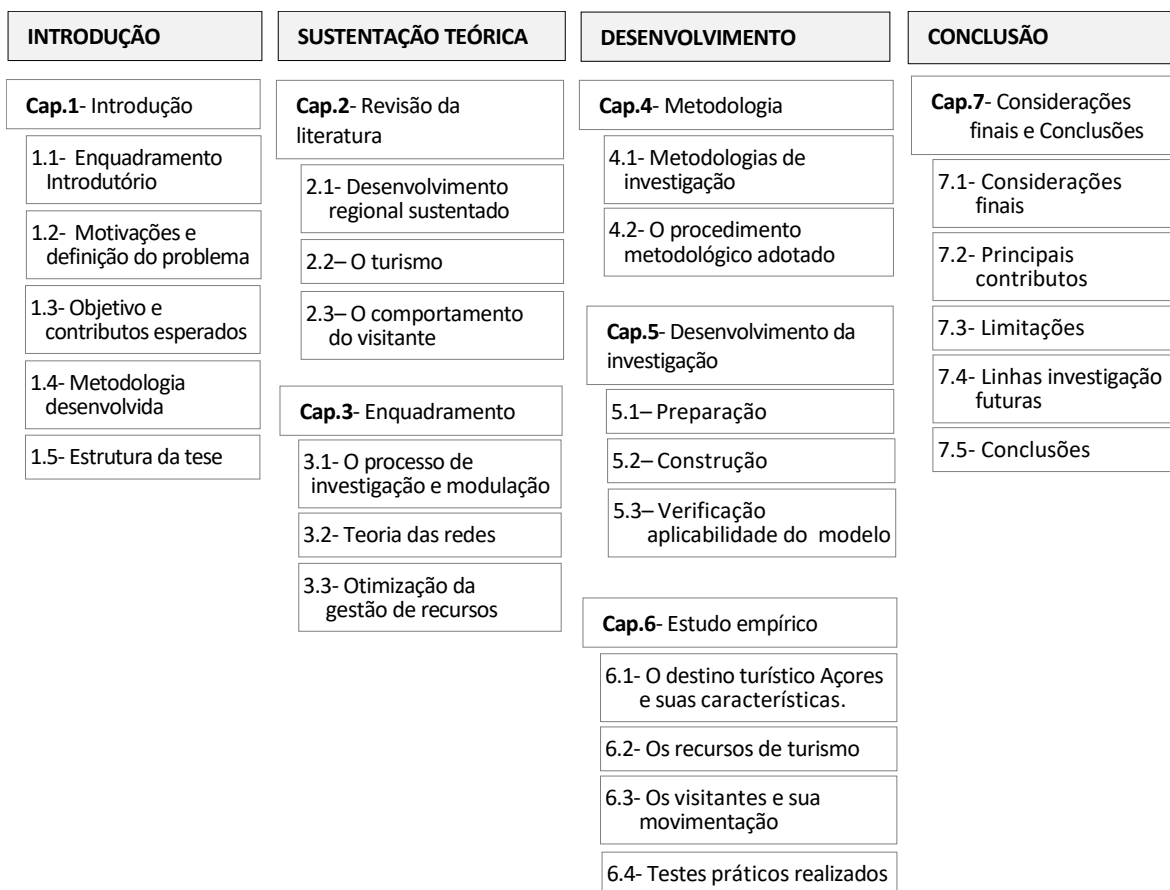 INTRODUÇÃO
Cap.1- Introdução
1.1- Enquadramento
Introdutório
1.2- Motivações e
definição do problema
1.3- Objetivo e
contributos esperados
1.4- Metodologia
desenvolvida
1.5- Estrutura da tese
SUSTENTAÇÃO TEÓRICA
Cap.2- Revisão da
literatura
2.1- Desenvolvimento
regional sustentado
2.2– O turismo
2.3– O comportamento
do visitante
Cap.3- Enquadramento
3.1- O processo de
investigação e modulação
3.2- Teoria das redes
3.3- Otimização da
gestão de recursos
DESENVOLVIMENTO
Cap.4- Metodologia
4.1- Metodologias de
investigação
4.2- O procedimento
metodológico adotado
Cap.5- Desenvolvimento da
investigação
5.1– Preparação
5.2– Construção
5.3– Verificação
aplicabilidade do modelo
Cap.6- Estudo empírico
6.1- O destino turístico Açores
e suas características.
6.2- Os recursos de turismo
6.3- Os visitantes e sua
movimentação
6.4- Testes práticos realizados
CONCLUSÃO
Cap.7- Considerações
finais e Conclusões
7.1- Considerações
finais
7.2- Principais
contributos
7.3- Limitações
7.4- Linhas investigação
futuras
7.5- Conclusões